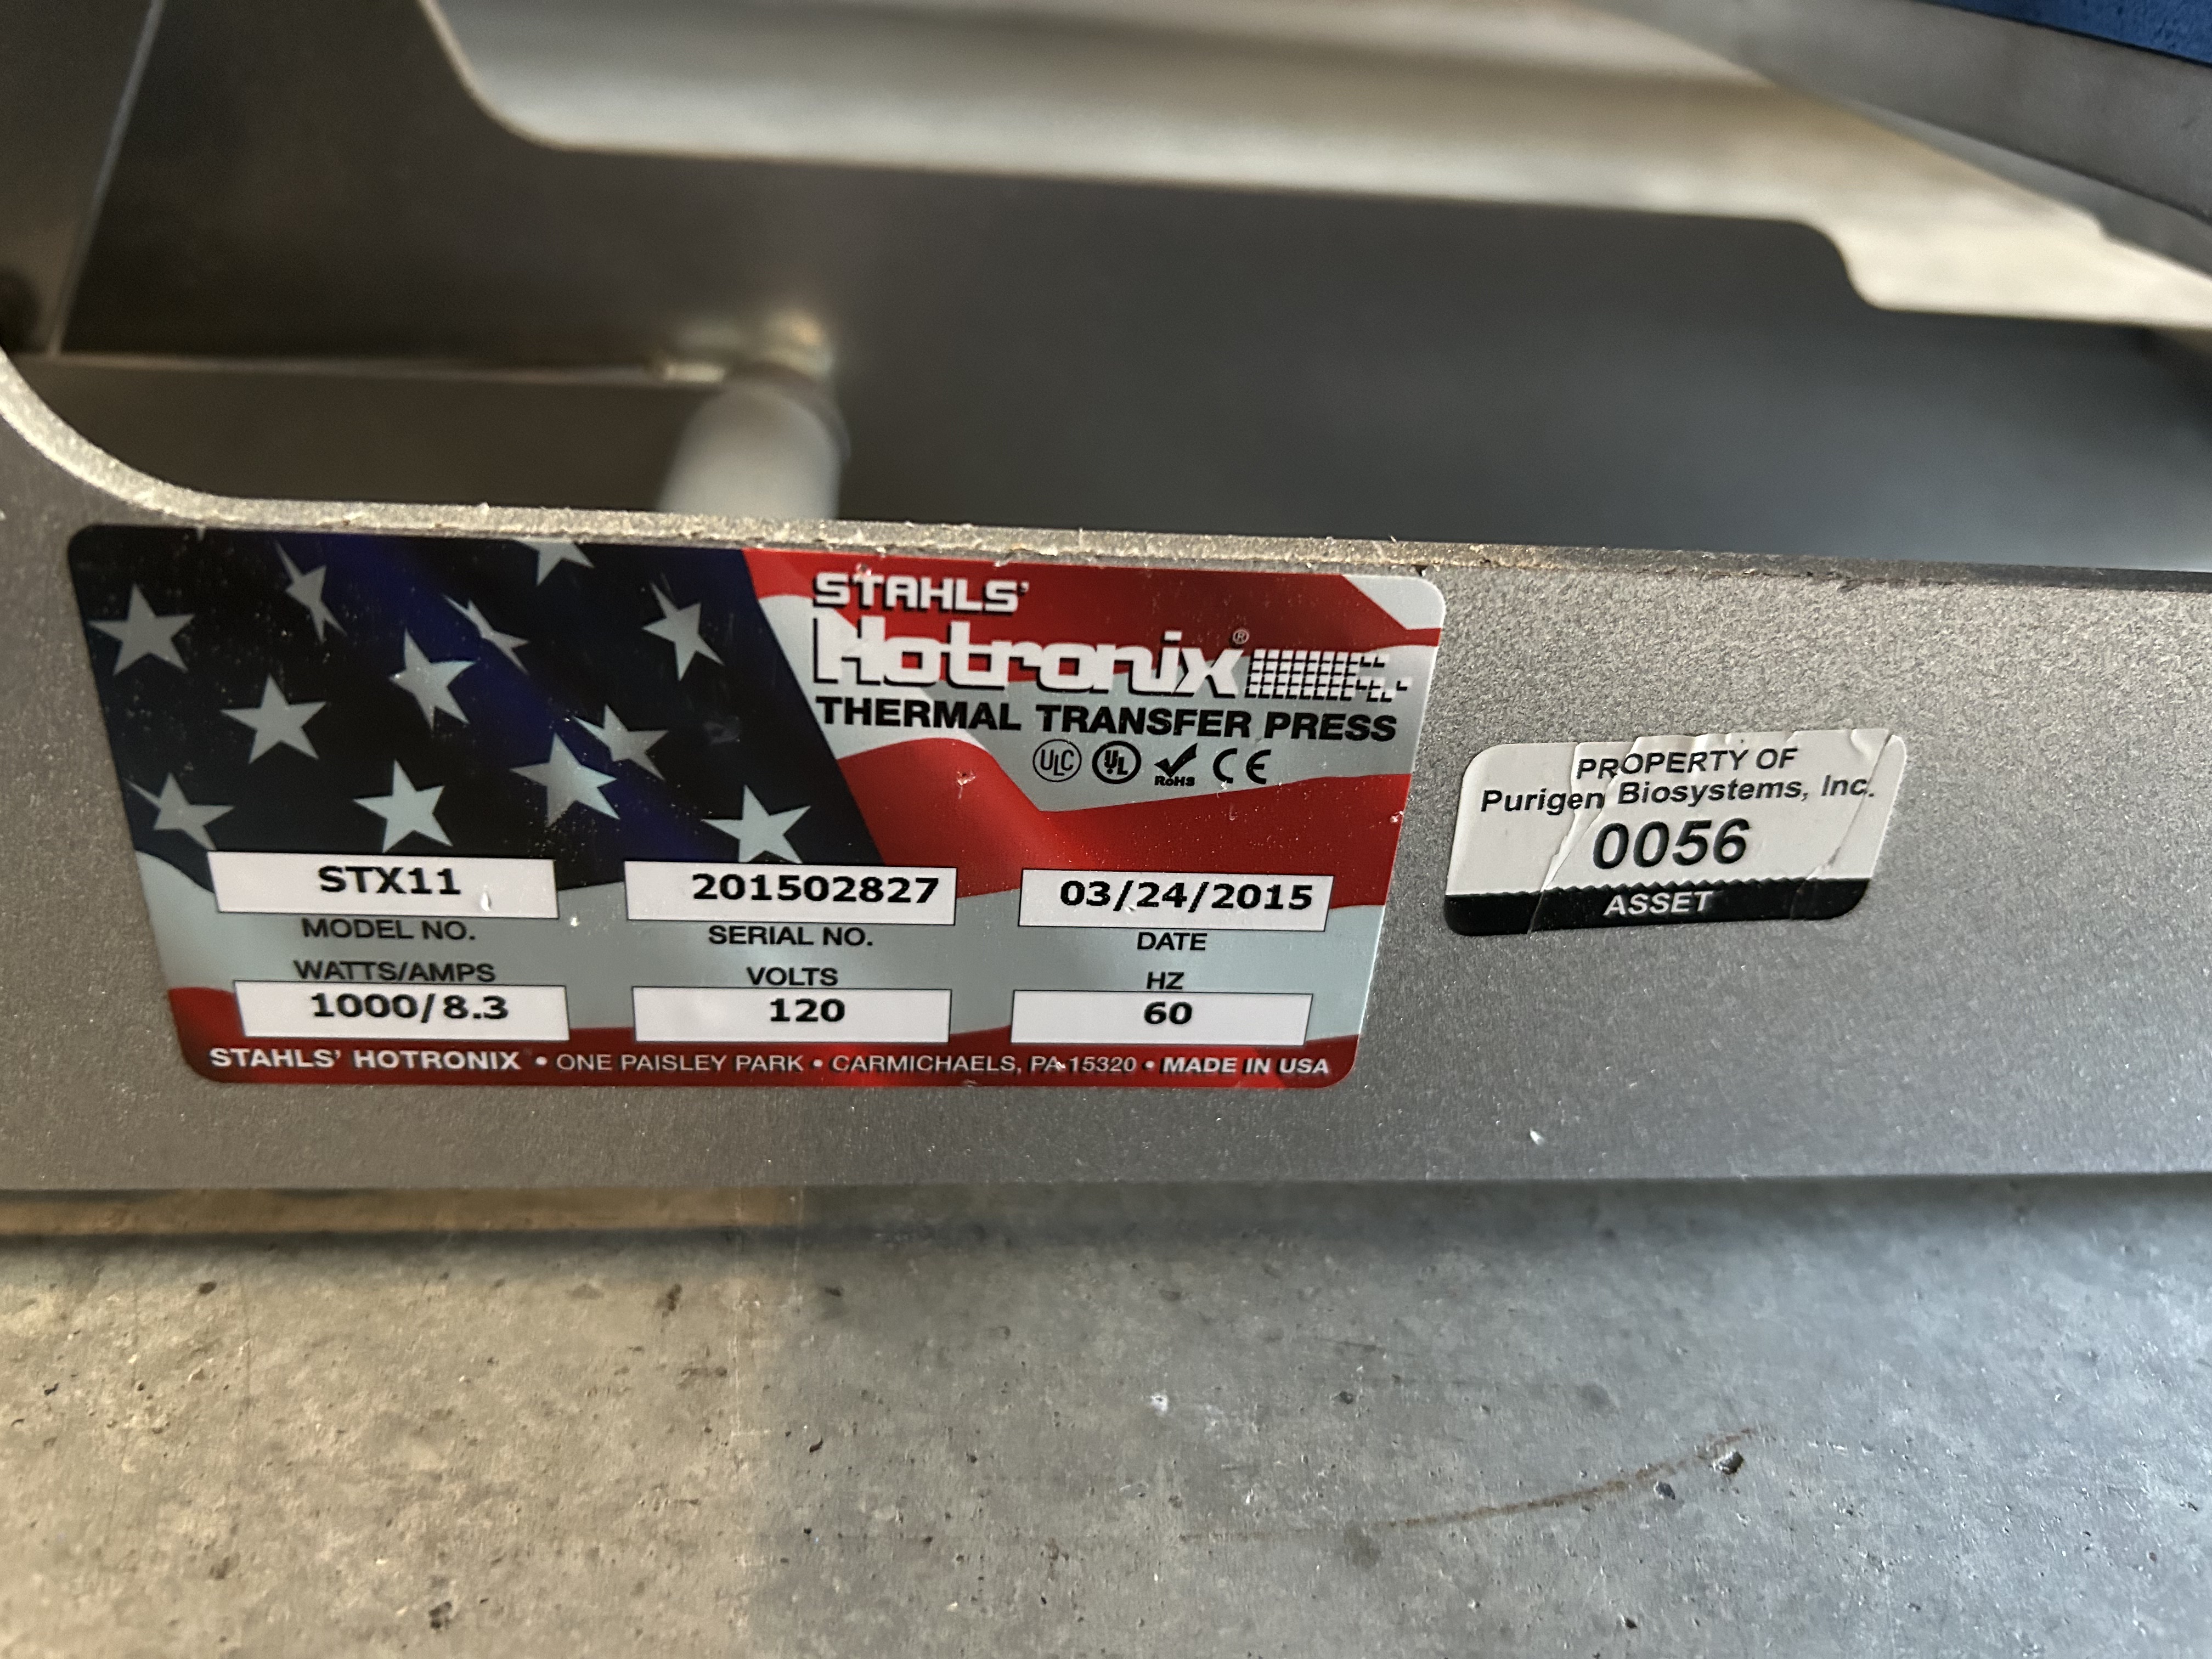 STAHLS'
Hotronix®
THERMAL TRANSFER PRESS
ULC UL RoHS CE
STX11 201502827 03/24/2015
MODEL NO. SERIAL NO. DATE
WATTS/AMPS VOLTS HZ
1000/8.3 120 60
STAHLS' HOTRONIX • ONE PAISLEY PARK • CARMICHAELS, PA 15320 • MADE IN USA
PROPERTY OF
Purigen Biosystems, Inc.
0056
ASSET